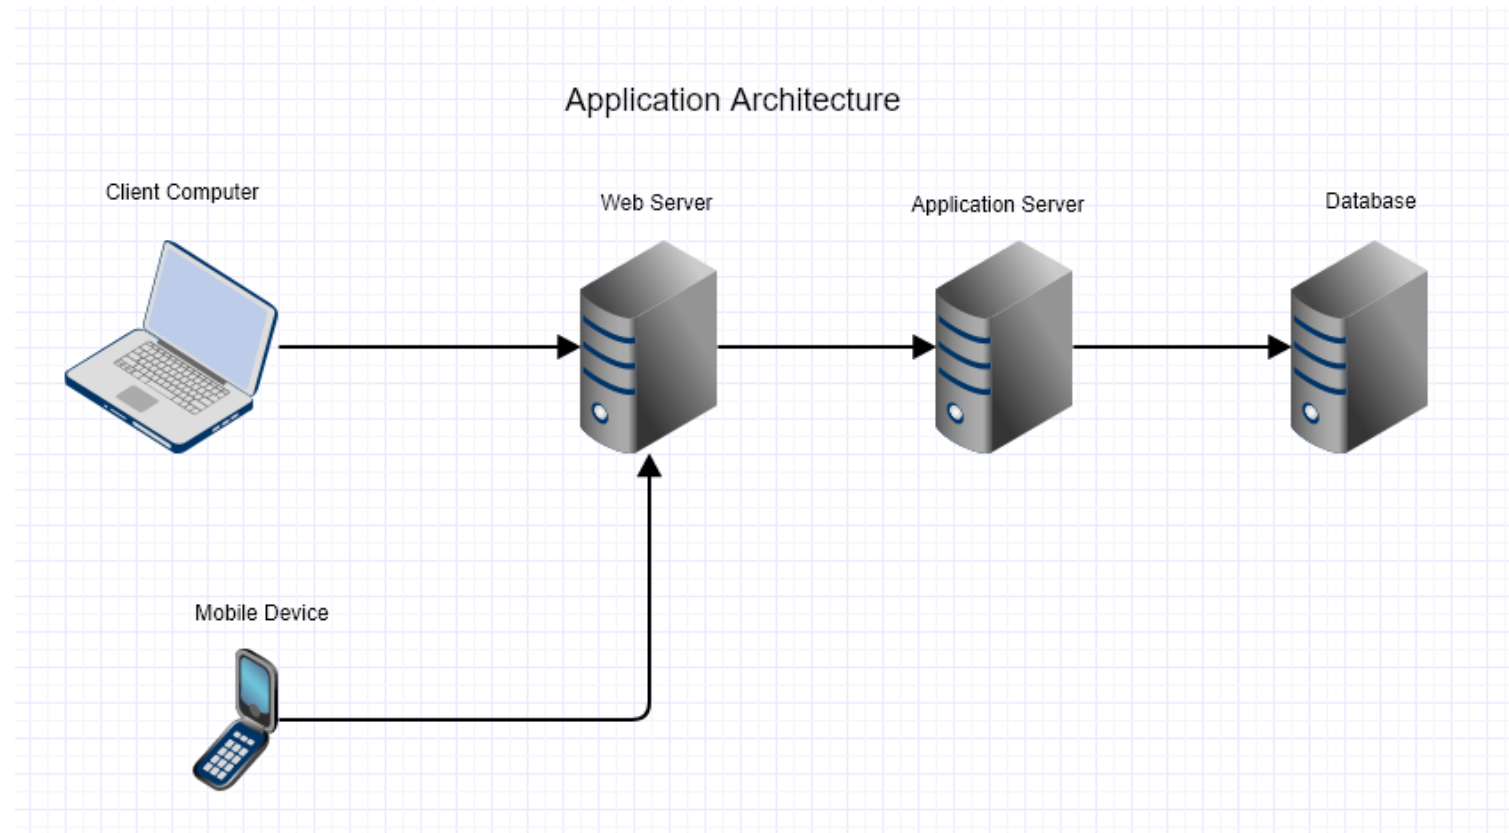 Application Architecture
Client Computer
Web Server
Application Server
Database
Mobile Device